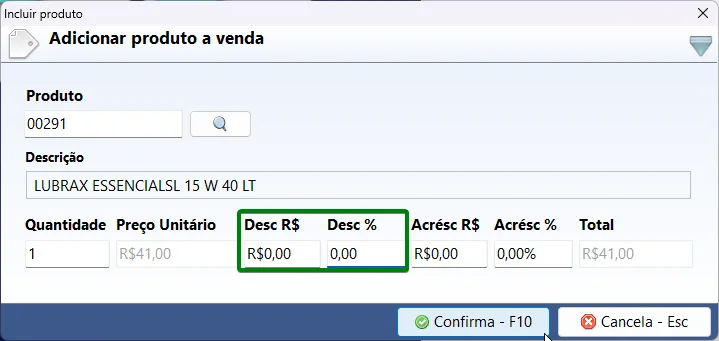 Incluir produto
Adicionar produto a venda
Produto
00291
Descrição
LUBRAX ESSENCIALSL 15 W 40 LT
Quantidade Preço Unitário Desc R$ Desc % Acrésc R$ Acrésc % Total
1 R$41,00 R$0,00 0,00 R$0,00 0,00% R$41,00
Confirma - F10 Cancela - Esc